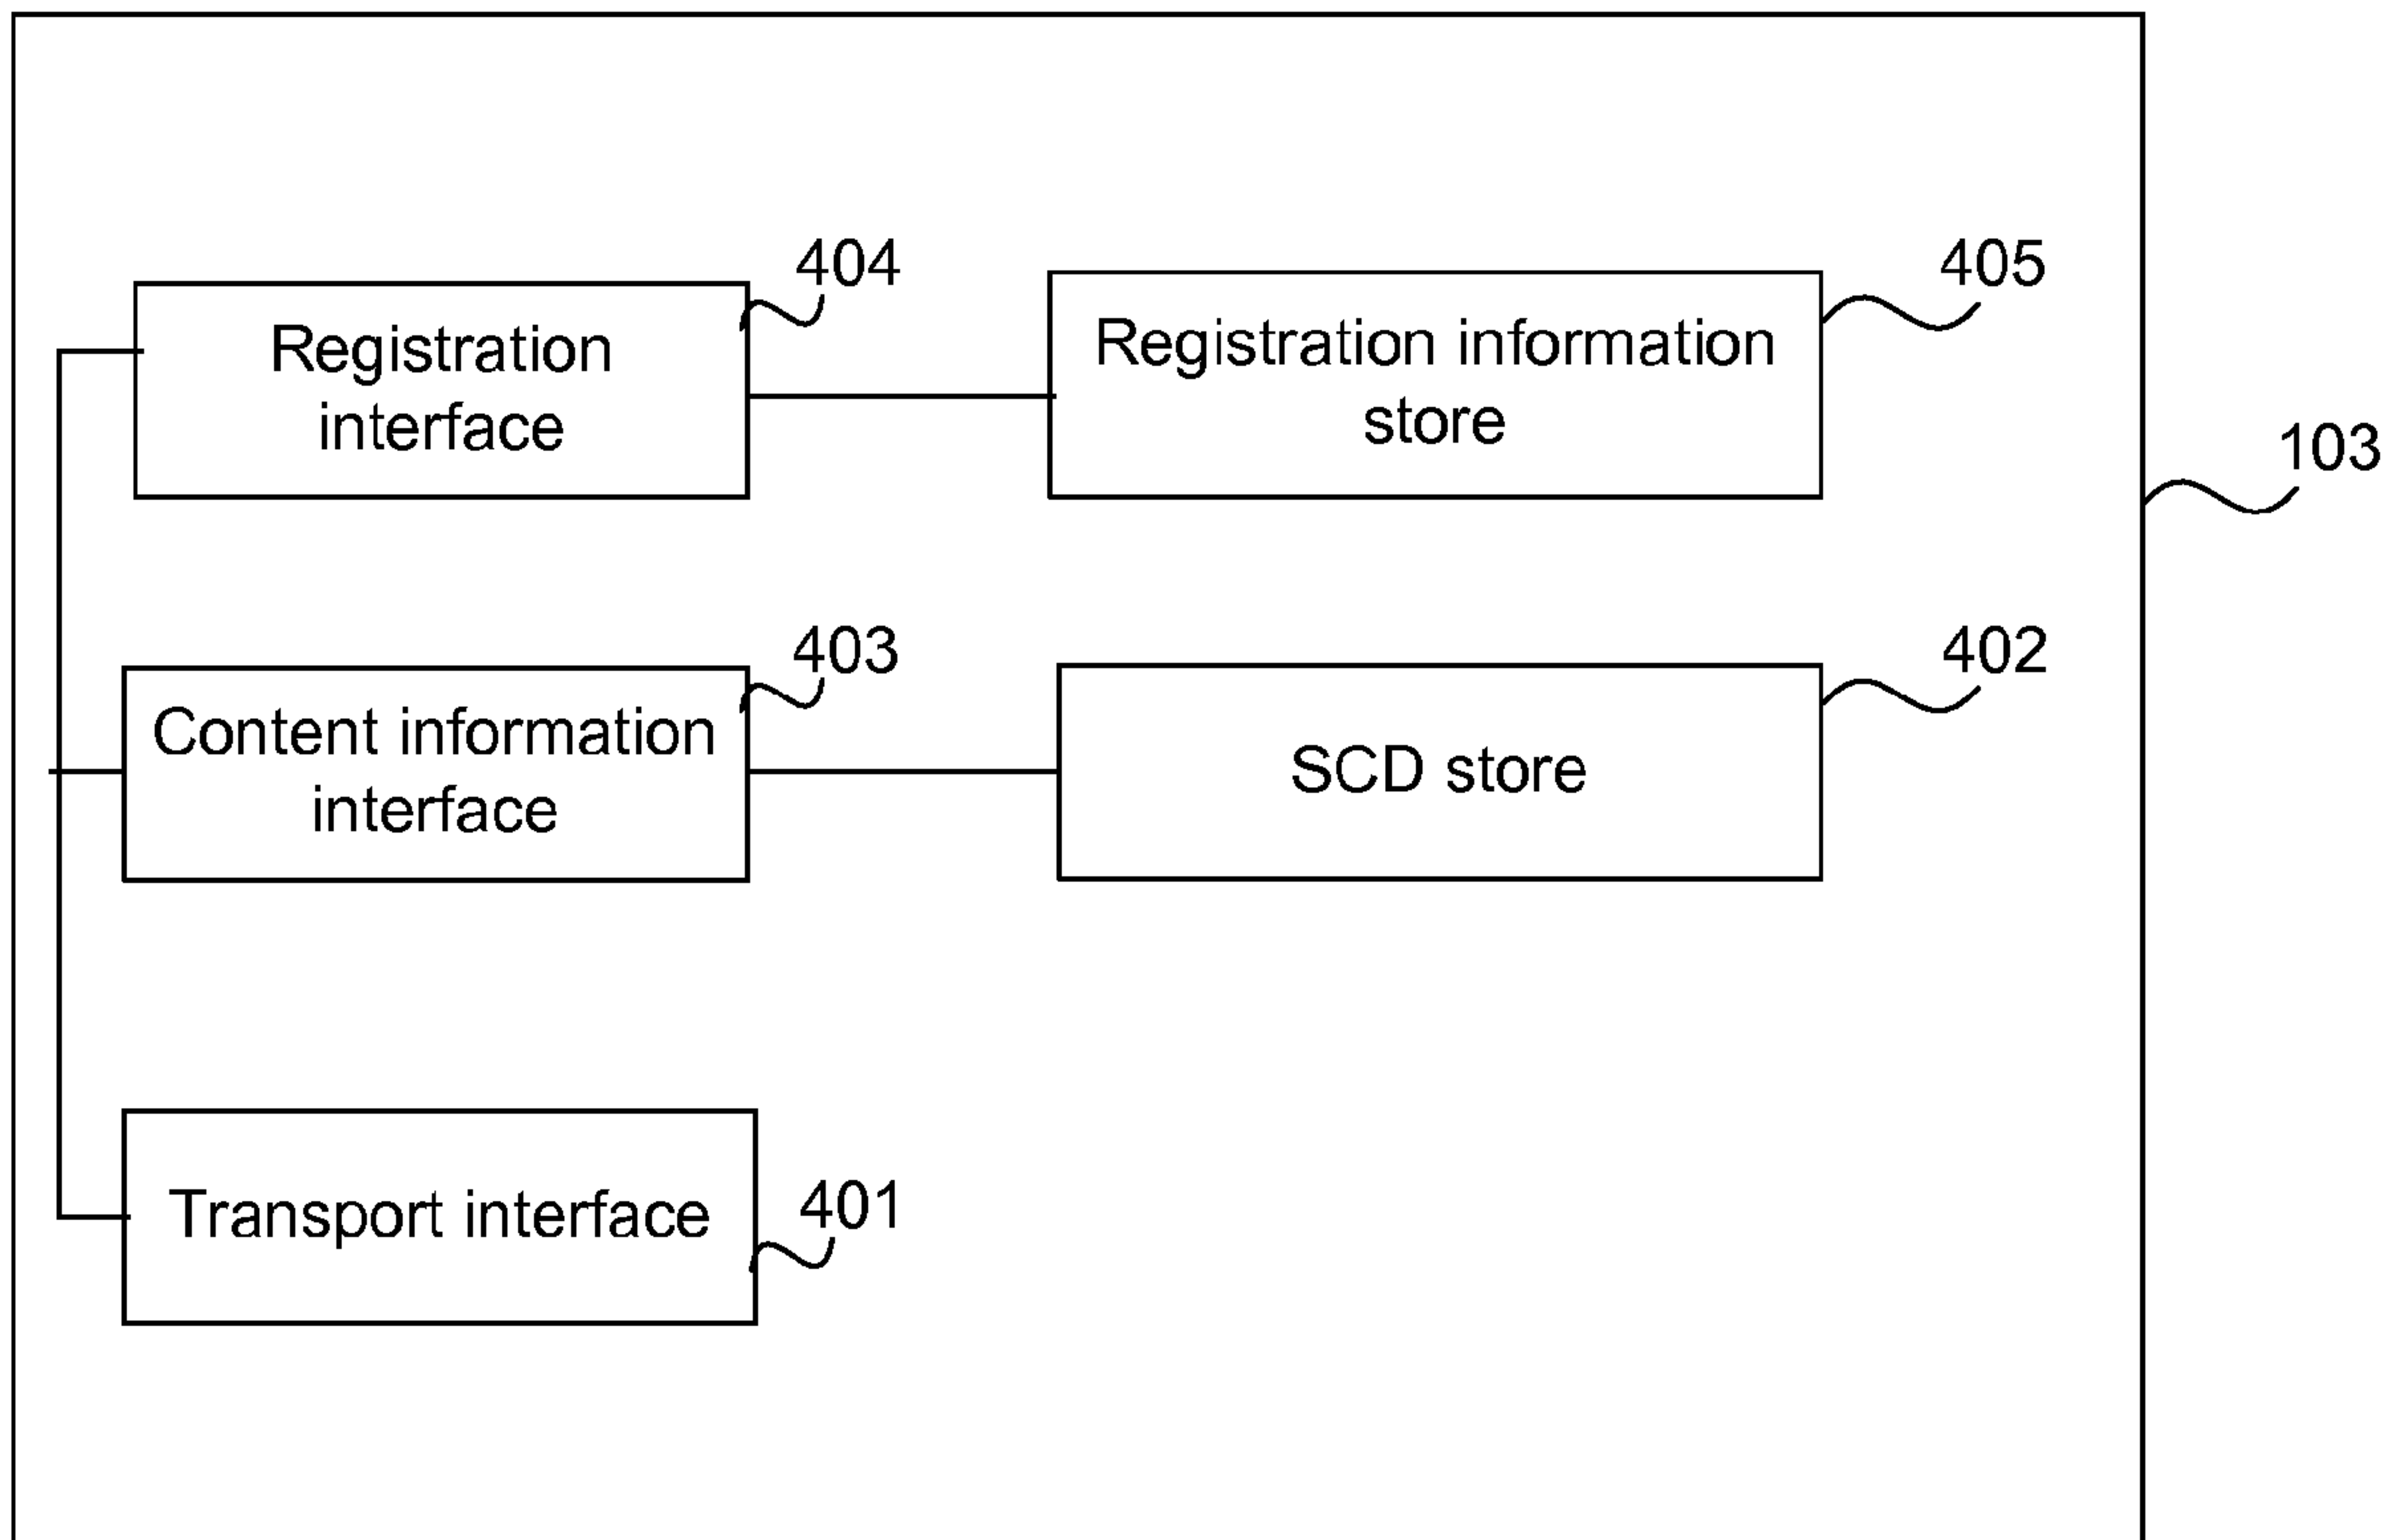 404
405
Registration
interface
Registration information
store
103
403
402
Content information
interface
SCD store
Transport interface
401